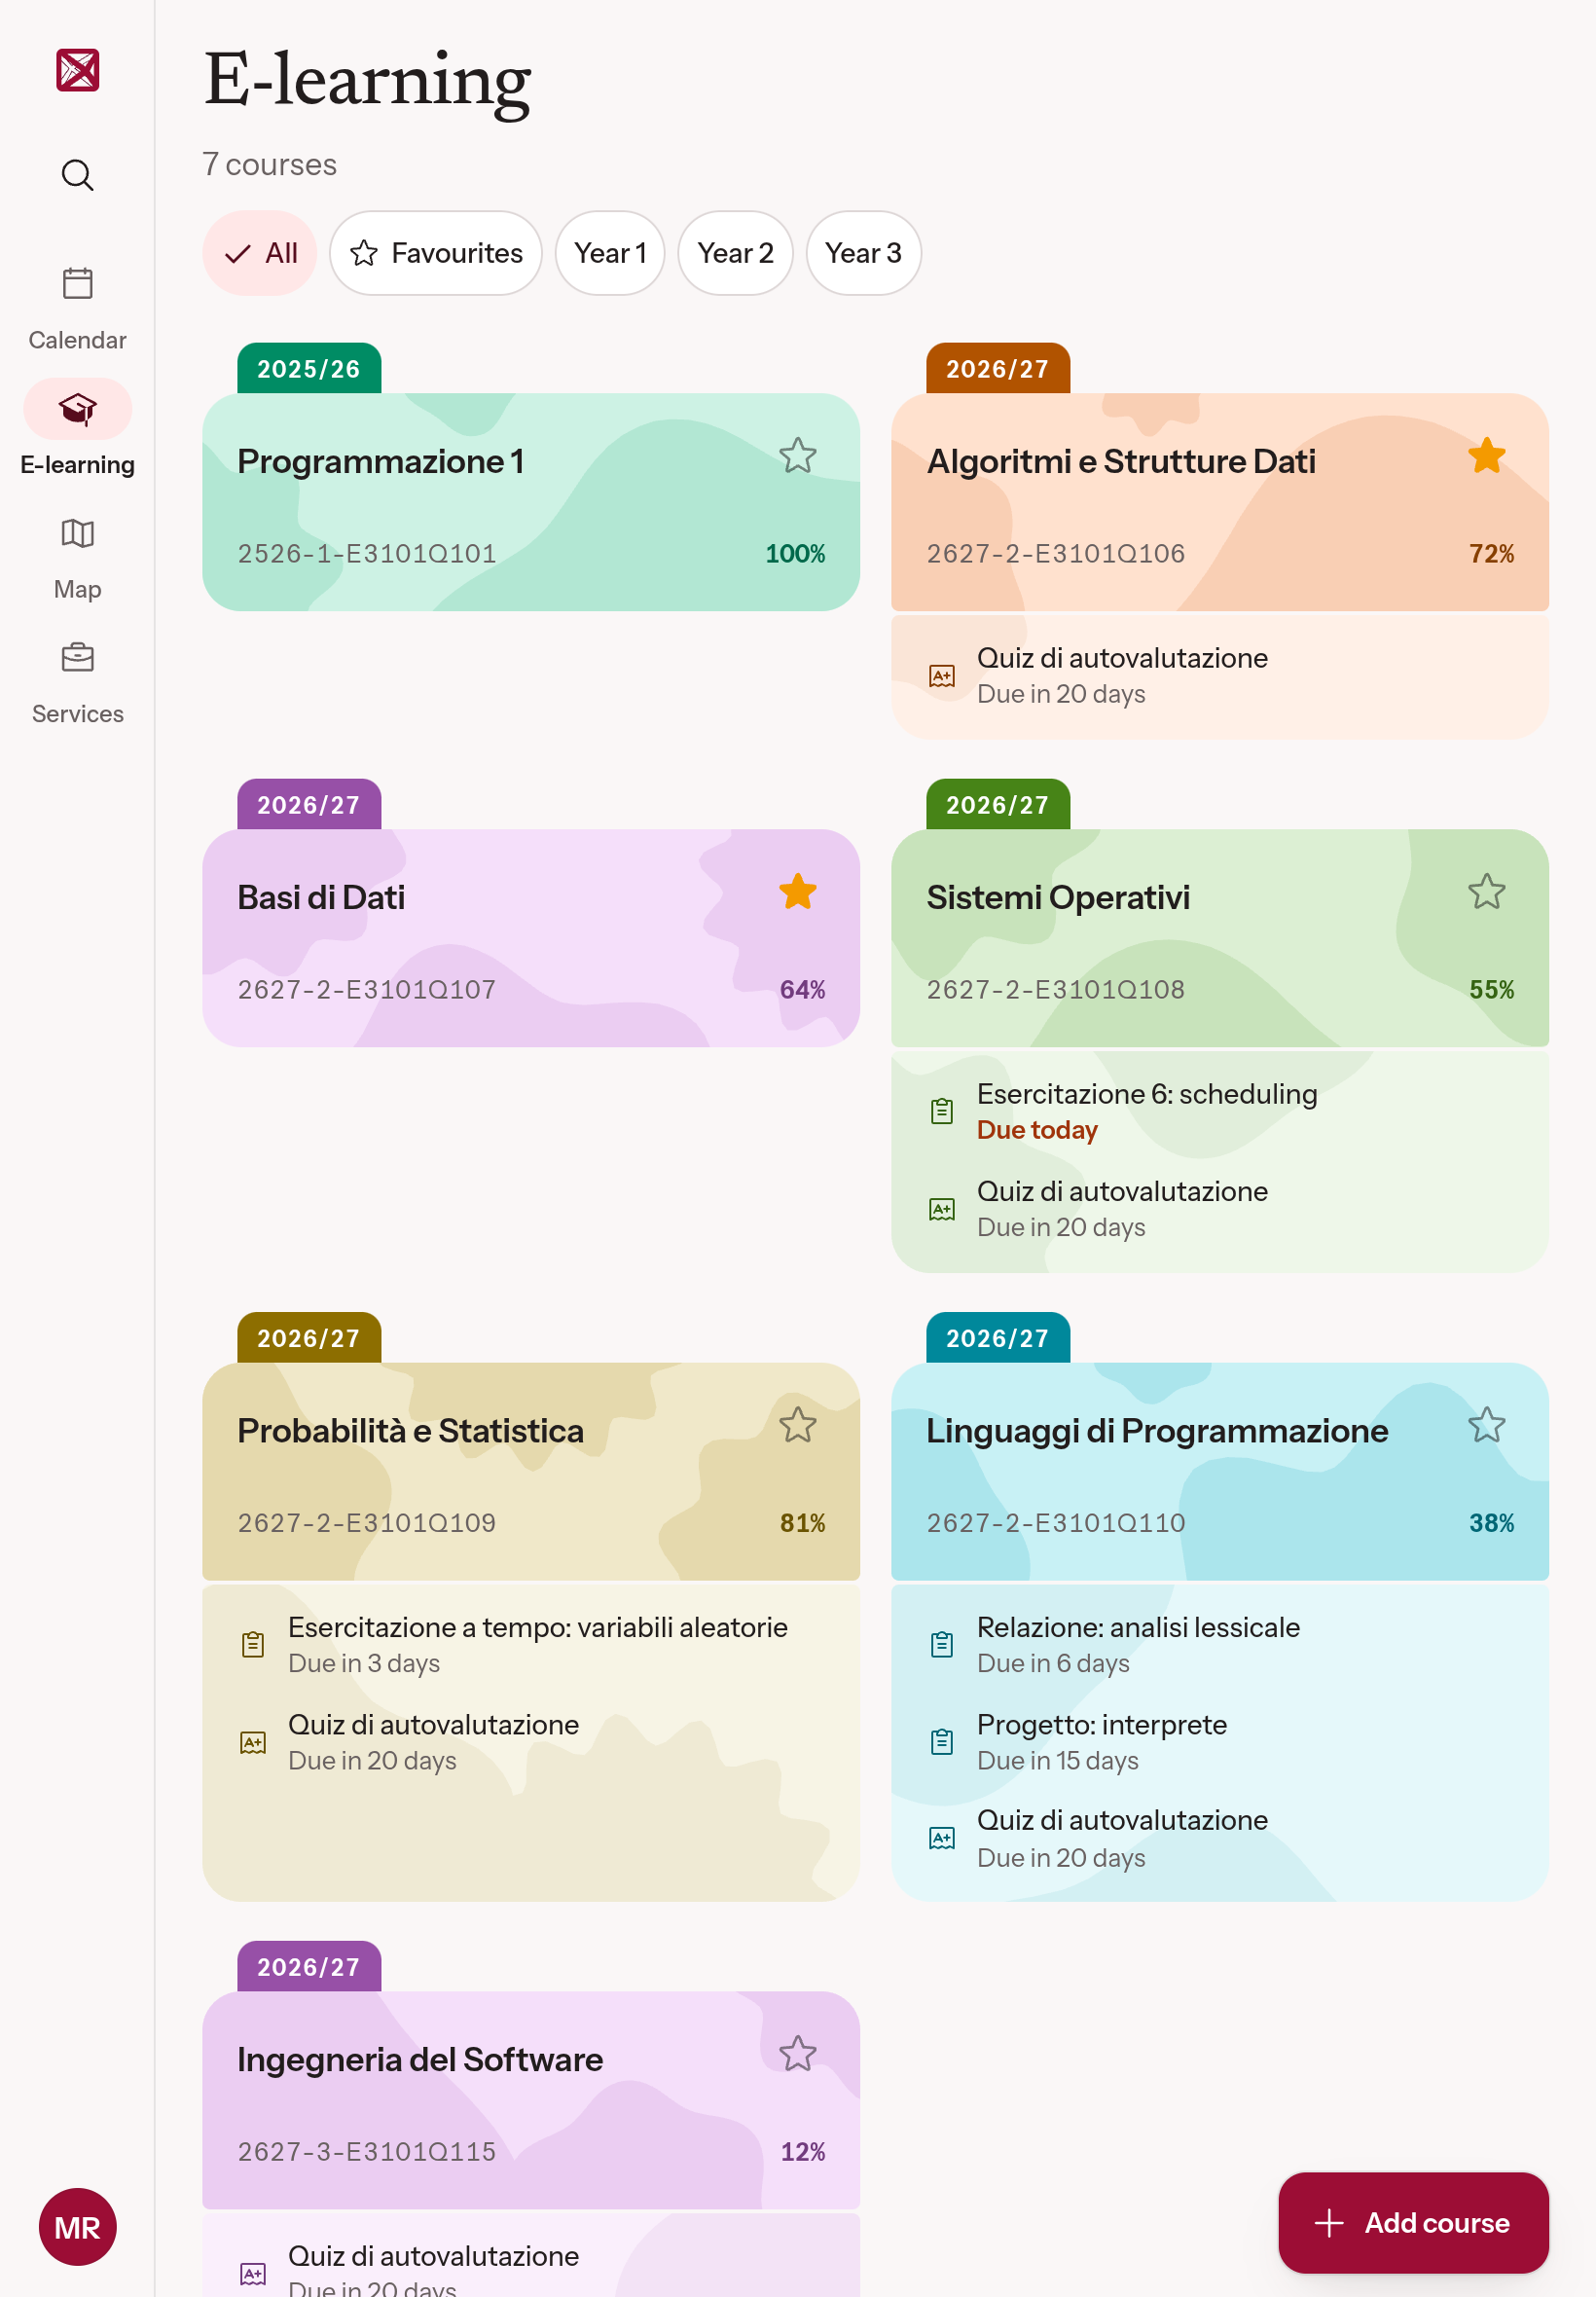 E-learning
7 courses
All
Favourites
Year 1
Year 2
Year 3
Calendar
E-learning
Map
Services
2025/26
Programmazione 1
2526-1-E3101Q101
100%
2026/27
Algoritmi e Strutture Dati
2627-2-E3101Q106
72%
Quiz di autovalutazione
Due in 20 days
2026/27
Basi di Dati
2627-2-E3101Q107
64%
2026/27
Sistemi Operativi
2627-2-E3101Q108
55%
Esercitazione 6: scheduling
Due today
Quiz di autovalutazione
Due in 20 days
2026/27
Probabilità e Statistica
2627-2-E3101Q109
81%
Esercitazione a tempo: variabili aleatorie
Due in 3 days
Quiz di autovalutazione
Due in 20 days
2026/27
Linguaggi di Programmazione
2627-2-E3101Q110
38%
Relazione: analisi lessicale
Due in 6 days
Progetto: interprete
Due in 15 days
Quiz di autovalutazione
Due in 20 days
2026/27
Ingegneria del Software
2627-3-E3101Q115
12%
Quiz di autovalutazione
Due in 20 days
MR
Add course